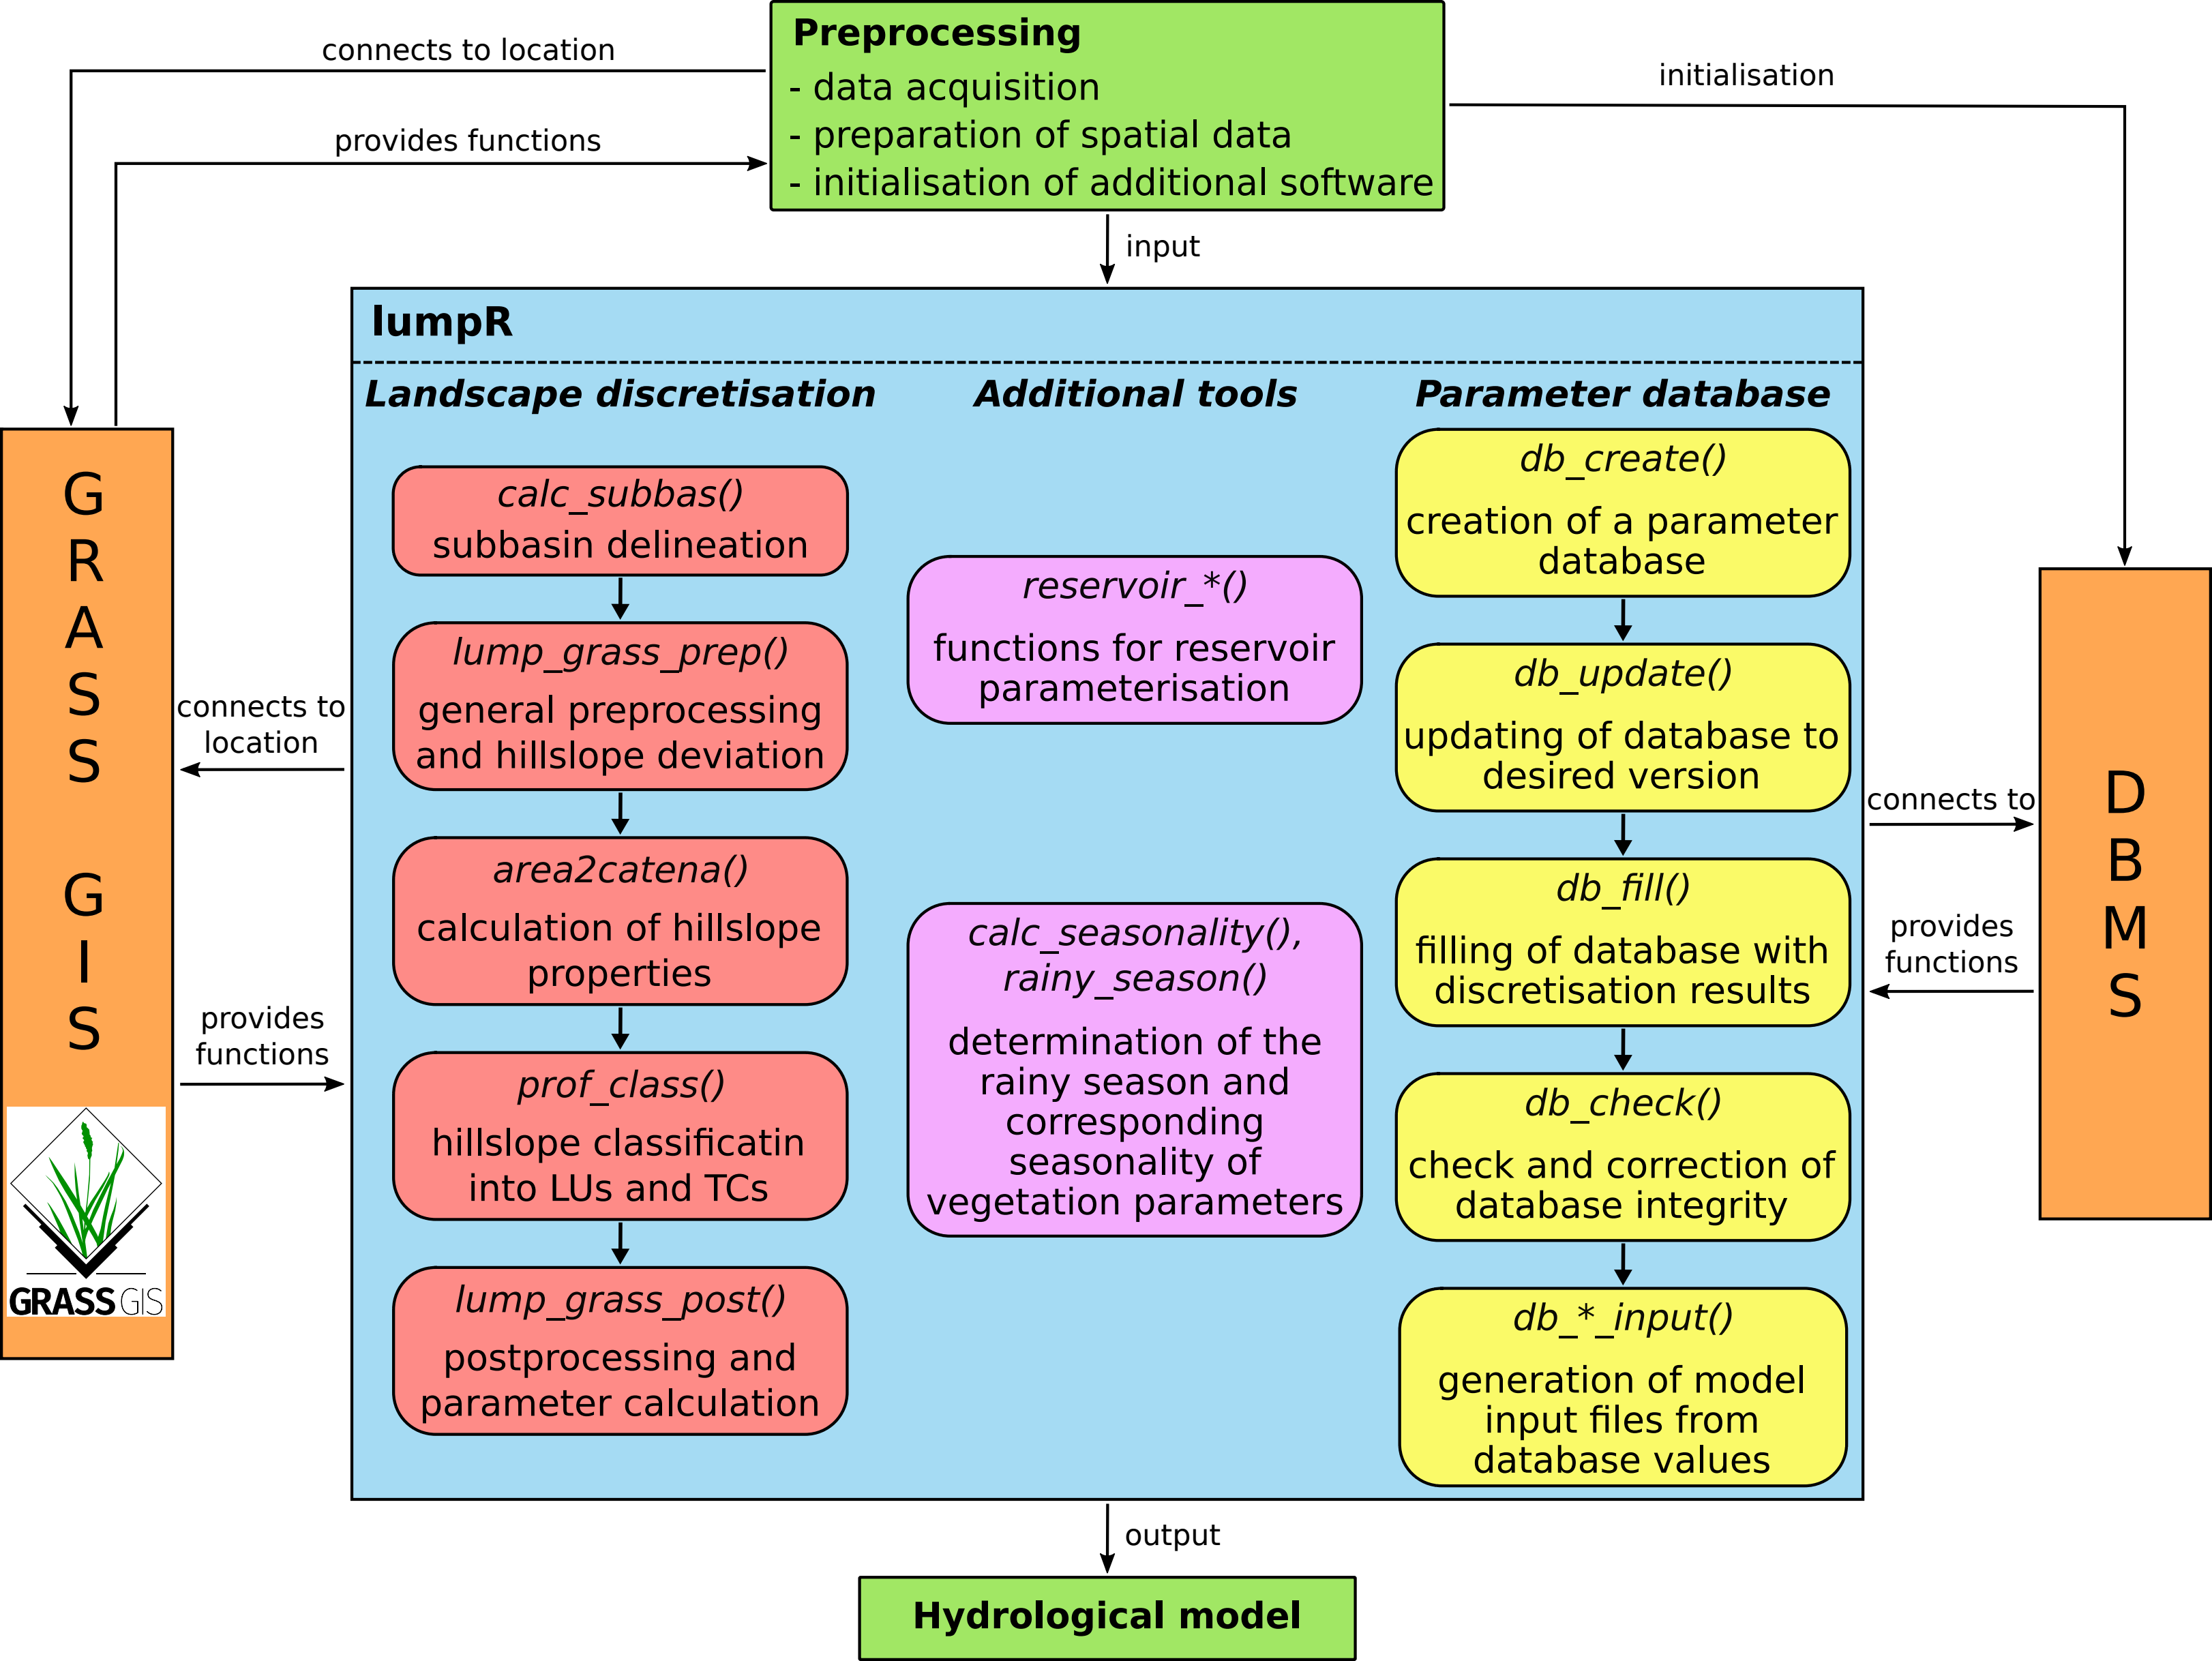 Preprocessing
- data acquisition
- preparation of spatial data
- initialisation of additional software
connects to location
provides functions
initialisation
input
lumpR
Landscape discretisation
calc_subbas()
subbasin delineation
lump_grass_prep()
general preprocessing
and hillslope deviation
area2catena()
calculation of hillslope
properties
prof_class()
hillslope classificatin
into LUs and TCs
lump_grass_post()
postprocessing and
parameter calculation
Additional tools
reservoir_*()
functions for reservoir
parameterisation
calc_seasonality(),
rainy_season()
determination of the
rainy season and
corresponding
seasonality of
vegetation parameters
Parameter database
db_create()
creation of a parameter
database
db_update()
updating of database to
desired version
db_fill()
filling of database with
discretisation results
db_check()
check and correction of
database integrity
db_*_input()
generation of model
input files from
database values
GRASS GIS
GRASS GIS
connects to
location
provides
functions
connects to
provides
functions
DBMS
output
Hydrological model